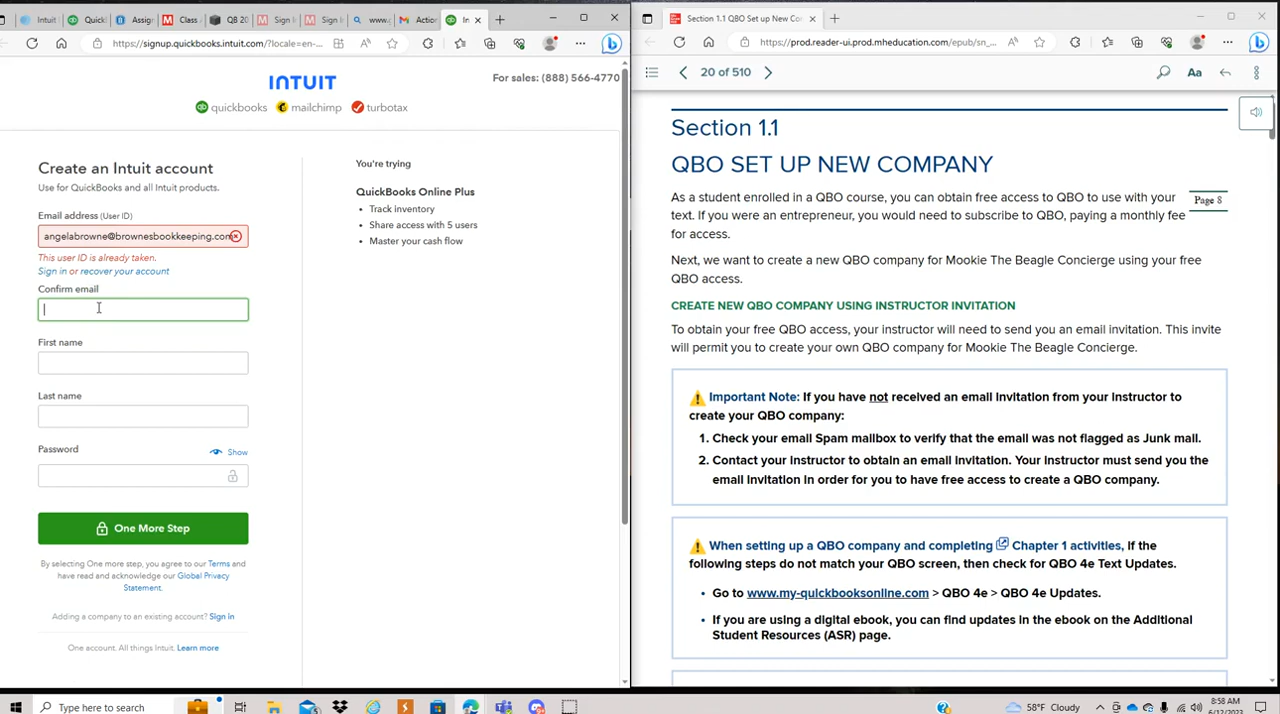 Intuit
Quickl
Assig
Class
QB 20
Sign i
Sign i
www.c
Action
In
https://signup.quickbooks.intuit.com/?locale=en-...
For sales: (888) 566-4770
INTUIT
quickbooks mailchimp turbotax
Create an Intuit account
Use for QuickBooks and all Intuit products.
Email address (User ID)
angelabrowne@brownesbookkeeping.com
This user ID is already taken.
Sign in or recover your account
Confirm email
First name
Last name
Password
Show
One More Step
By selecting One more step, you agree to our Terms and
have read and acknowledge our Global Privacy
Statement.
Adding a company to an existing account? Sign in
One account. All things Intuit. Learn more
You're trying
QuickBooks Online Plus
• Track inventory
• Share access with 5 users
• Master your cash flow
Section 1.1 QBO Set up New Co
https://prod.reader-ui.prod.mheducation.com/epub/sn_...
20 of 510
Aa
Section 1.1
QBO SET UP NEW COMPANY
As a student enrolled in a QBO course, you can obtain free access to QBO to use with your
text. If you were an entrepreneur, you would need to subscribe to QBO, paying a monthly fee
for access.
Page 8
Next, we want to create a new QBO company for Mookie The Beagle Concierge using your free
QBO access.
CREATE NEW QBO COMPANY USING INSTRUCTOR INVITATION
To obtain your free QBO access, your instructor will need to send you an email invitation. This invite
will permit you to create your own QBO company for Mookie The Beagle Concierge.
Important Note: If you have not received an email invitation from your instructor to
create your QBO company:
1. Check your email Spam mailbox to verify that the email was not flagged as Junk mail.
2. Contact your instructor to obtain an email invitation. Your instructor must send you the
email invitation in order for you to have free access to create a QBO company.
When setting up a QBO company and completing Chapter 1 activities, if the
following steps do not match your QBO screen, then check for QBO 4e Text Updates.
• Go to www.my-quickbooksonline.com > QBO 4e > QBO 4e Updates.
• If you are using a digital ebook, you can find updates in the ebook on the Additional
Student Resources (ASR) page.
Type here to search
58°F Cloudy
8:58 AM
6/12/2023